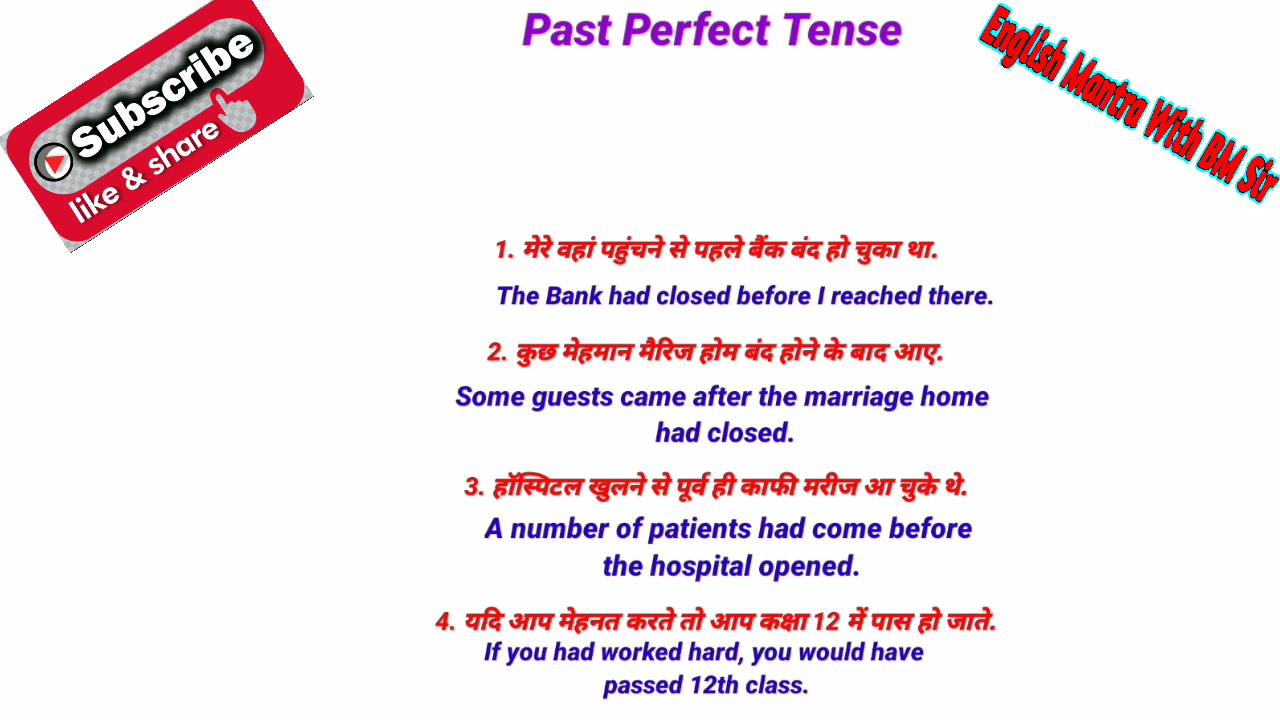 Past Perfect Tense
Subscribe
like & share
English Mantra With BM Sir
1. मेरे वहां पहुंचने से पहले बैंक बंद हो चुका था.
The Bank had closed before I reached there.
2. कुछ मेहमान मैरिज होम बंद होने के बाद आए.
Some guests came after the marriage home
had closed.
3. हॉस्पिटल खुलने से पूर्व ही काफी मरीज आ चुके थे.
A number of patients had come before
the hospital opened.
4. यदि आप मेहनत करते तो आप कक्षा 12 में पास हो जाते.
If you had worked hard, you would have
passed 12th class.